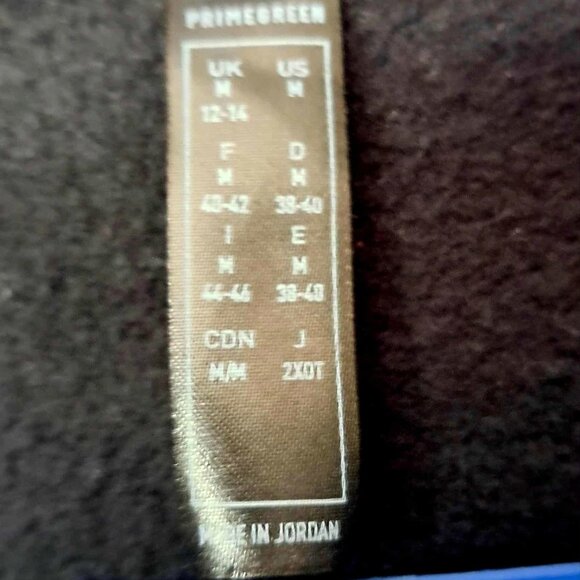 PRIMEGREEN
UK US
M M
12-14
F D
M M
40-42 38-40
I E
M M
44-46 38-40
CDN J
M/M 2XOT
MADE IN JORDAN